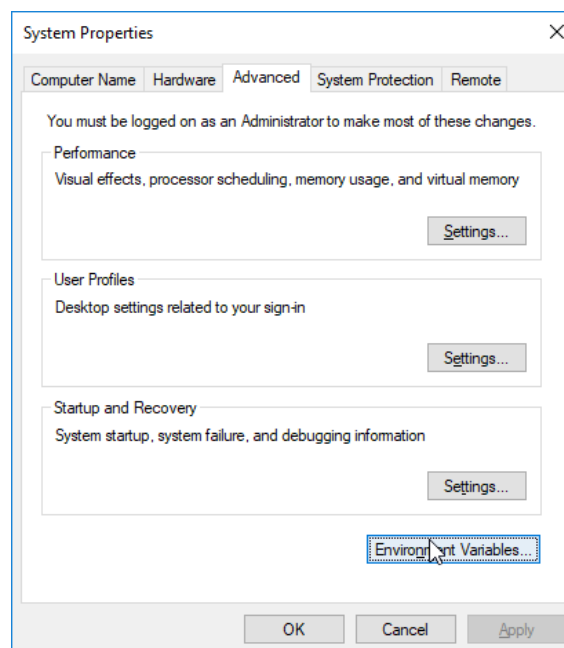 System Properties
Computer Name Hardware Advanced System Protection Remote
You must be logged on as an Administrator to make most of these changes.
Performance
Visual effects, processor scheduling, memory usage, and virtual memory
Settings...
User Profiles
Desktop settings related to your sign-in
Settings...
Startup and Recovery
System startup, system failure, and debugging information
Settings...
Environment Variables...
OK Cancel Apply